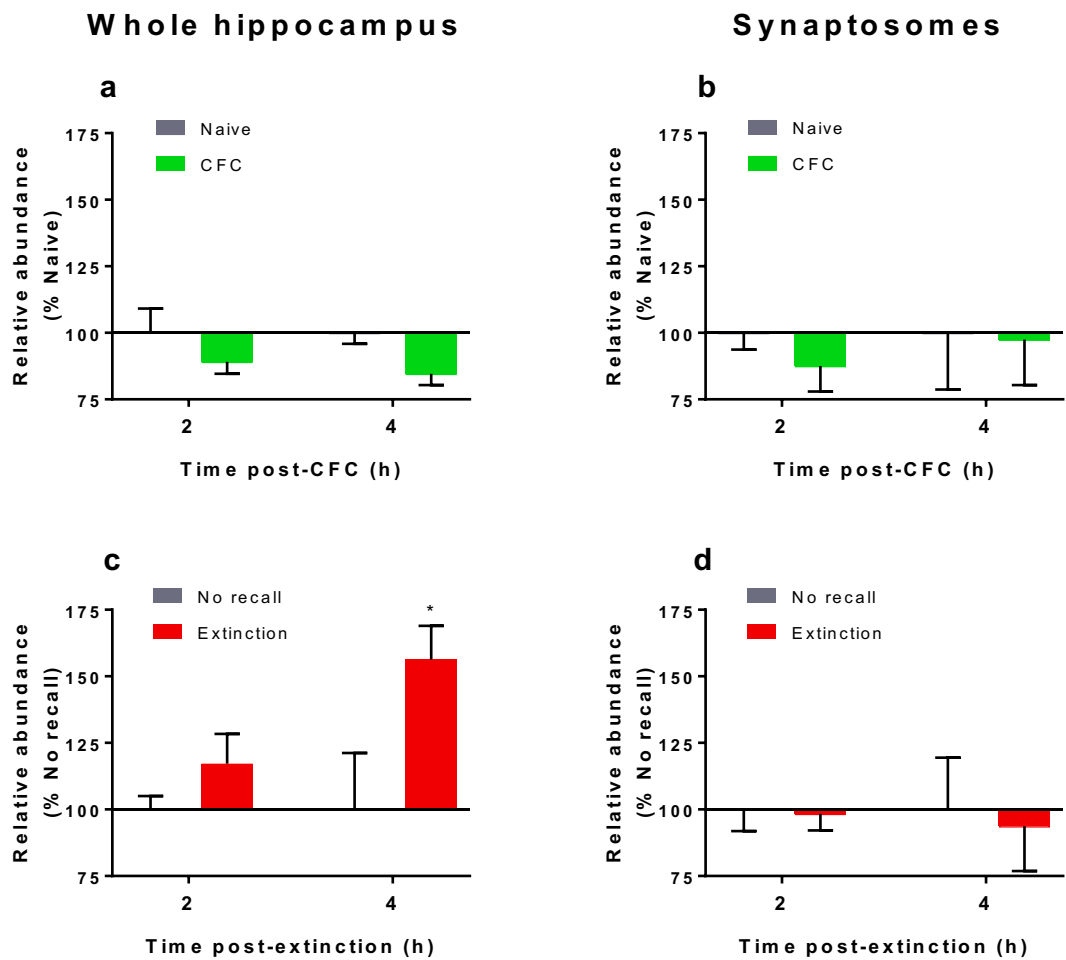 Whole hippocampus
Synaptosomes
a
Naive
CFC
Relative abundance
(% Naive)
175
150
125
100
75
2
4
Time post-CFC (h)
b
Naive
CFC
Relative abundance
(% Naive)
175
150
125
100
75
2
4
Time post-CFC (h)
c
No recall
Extinction
*
Relative abundance
(% No recall)
175
150
125
100
75
2
4
Time post-extinction (h)
d
No recall
Extinction
Relative abundance
(% No recall)
175
150
125
100
75
2
4
Time post-extinction (h)